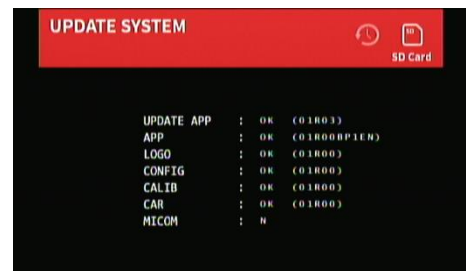 UPDATE SYSTEM
SD
SD Card
UPDATE APP : OK (01R03)
APP : OK (01R00BP1EN)
LOGO : OK (01R00)
CONFIG : OK (01R00)
CALIB : OK (01R00)
CAR : OK (01R00)
MICOM : N